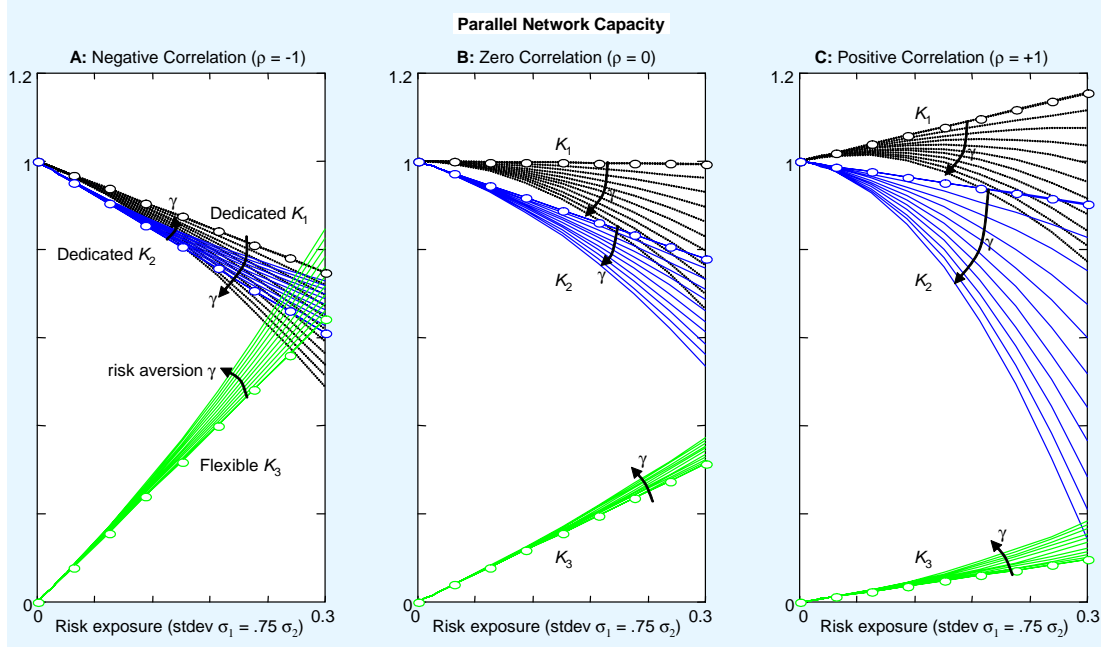 Parallel Network Capacity
A: Negative Correlation (ρ = -1)
1.2
1
0
0
0.3
γ
Dedicated K1
Dedicated K2
γ
risk aversion γ
Flexible K3
Risk exposure (stdev σ1 = .75 σ2)
B: Zero Correlation (ρ = 0)
1.2
1
0
0
0.3
K1
γ
γ
K2
γ
K3
Risk exposure (stdev σ1 = .75 σ2)
C: Positive Correlation (ρ = +1)
1.2
1
0
0
0.3
K1
γ
γ
K2
γ
K3
Risk exposure (stdev σ1 = .75 σ2)